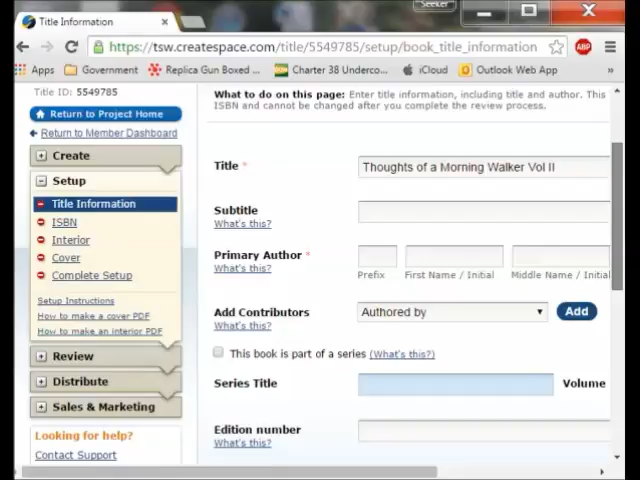 Seeker
Title Information
https://tsw.createspace.com/title/5549785/setup/book_title_information
ABP
Apps Government Replica Gun Boxed ... Charter 38 Underco... iCloud Outlook Web App »
Title ID: 5549785
Return to Project Home
Return to Member Dashboard
Create
Setup
Title Information
ISBN
Interior
Cover
Complete Setup
Setup Instructions
How to make a cover PDF
How to make an interior PDF
Review
Distribute
Sales & Marketing
Looking for help?
Contact Support
What to do on this page: Enter title information, including title and author. This
ISBN and cannot be changed after you complete the review process.
Title * Thoughts of a Morning Walker Vol II
Subtitle
What's this?
Primary Author *
What's this?
Prefix First Name / Initial Middle Name / Initial
Add Contributors Authored by Add
What's this?
This book is part of a series (What's this?)
Series Title Volume
Edition number
What's this?